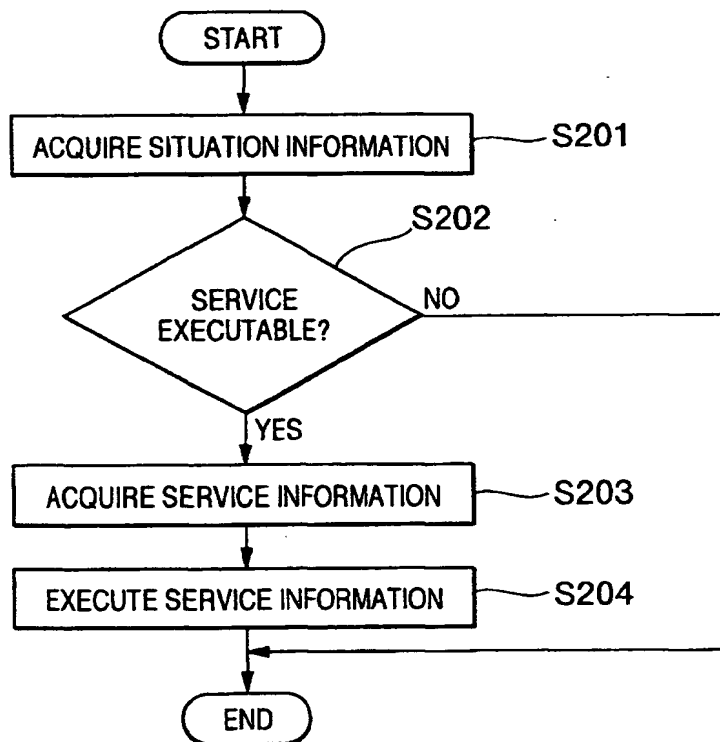 START
ACQUIRE SITUATION INFORMATION
S201
S202
SERVICE
EXECUTABLE?
NO
YES
ACQUIRE SERVICE INFORMATION
S203
EXECUTE SERVICE INFORMATION
S204
END